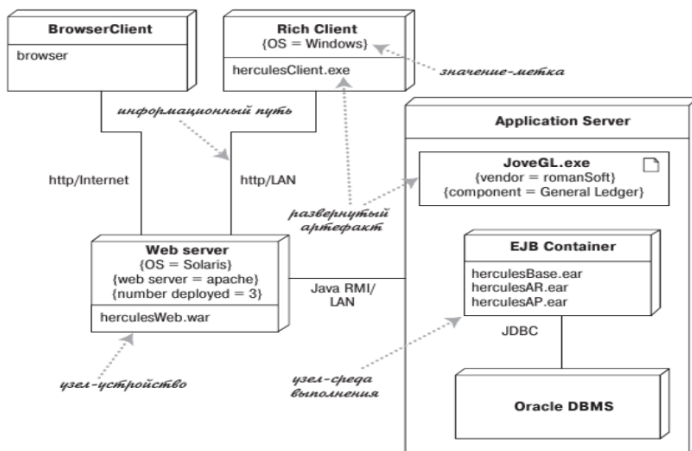 BrowserClient
browser
Rich Client
{OS = Windows}
herculesClient.exe
значение-метка
информационный путь
http/Internet
http/LAN
Application Server
JoveGL.exe
{vendor = romanSoft}
{component = General Ledger}
развернутый
артефакт
Web server
{OS = Solaris}
{web server = apache}
{number deployed = 3}
herculesWeb.war
Java RMI/
LAN
EJB Container
herculesBase.ear
herculesAR.ear
herculesAP.ear
JDBC
узел-устройство
узел-среда
выполнения
Oracle DBMS